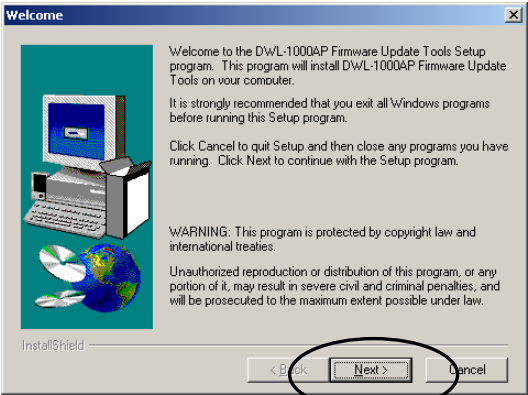 Welcome
Welcome to the DWL-1000AP Firmware Update Tools Setup
program. This program will install DWL-1000AP Firmware Update
Tools on your computer.
It is strongly recommended that you exit all Windows programs
before running this Setup program.
Click Cancel to quit Setup and then close any programs you have
running. Click Next to continue with the Setup program.
WARNING: This program is protected by copyright law and
international treaties.
Unauthorized reproduction or distribution of this program, or any
portion of it, may result in severe civil and criminal penalties, and
will be prosecuted to the maximum extent possible under law.
InstallShield
< Back Next > Cancel